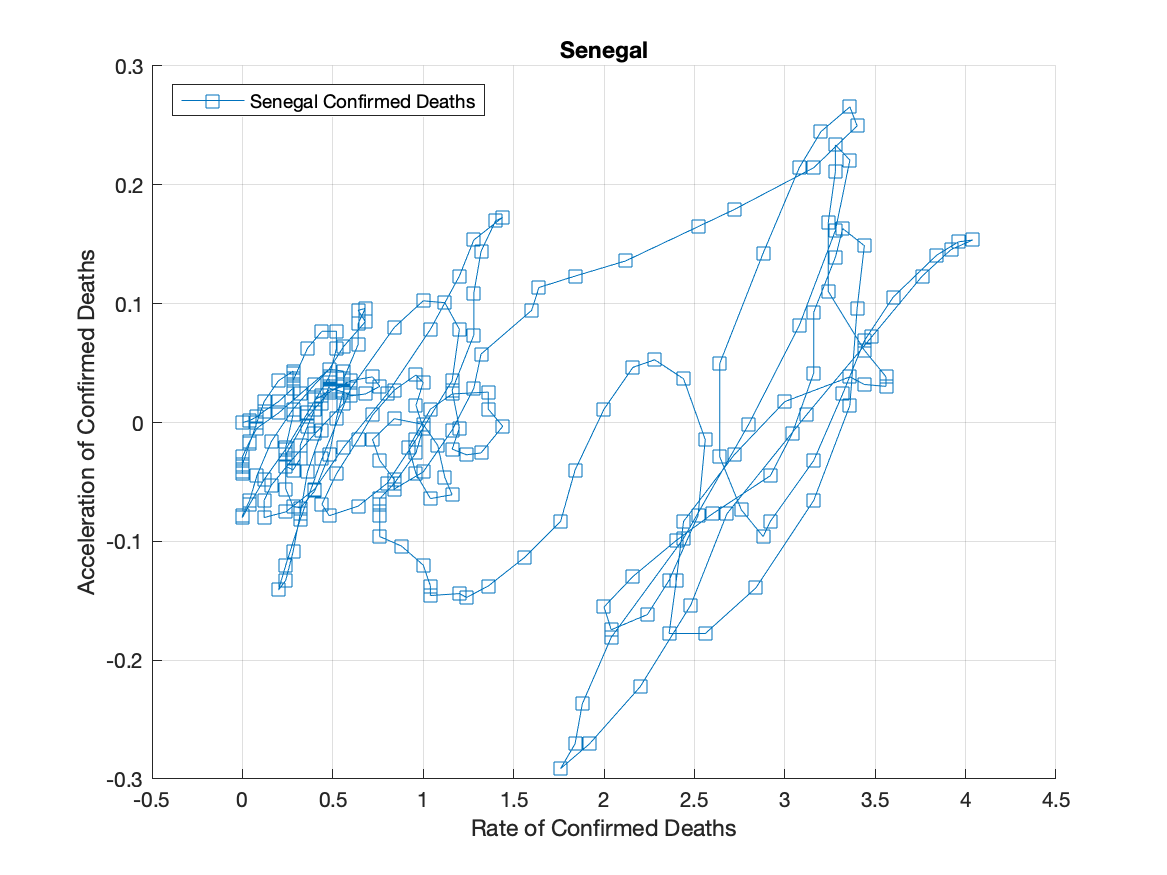 Senegal
Senegal Confirmed Deaths
Acceleration of Confirmed Deaths
0.3
0.2
0.1
0
-0.1
-0.2
-0.3
-0.5 0 0.5 1 1.5 2 2.5 3 3.5 4 4.5
Rate of Confirmed Deaths